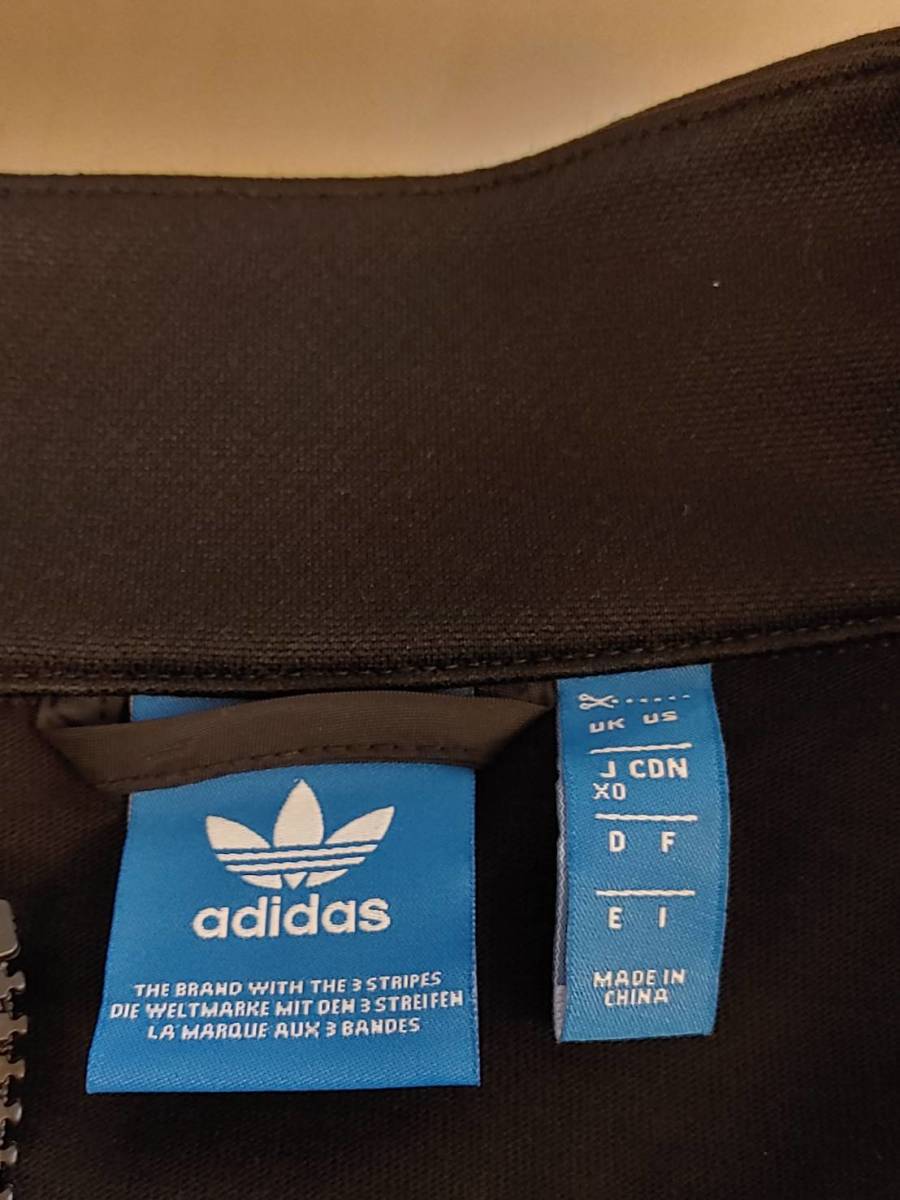 adidas
THE BRAND WITH THE 3 STRIPES
DIE WELTMARKE MIT DEN 3 STREIFEN
LA MARQUE AUX 3 BANDES
UK US
J CDN
XO
D F
E I
MADE IN
CHINA